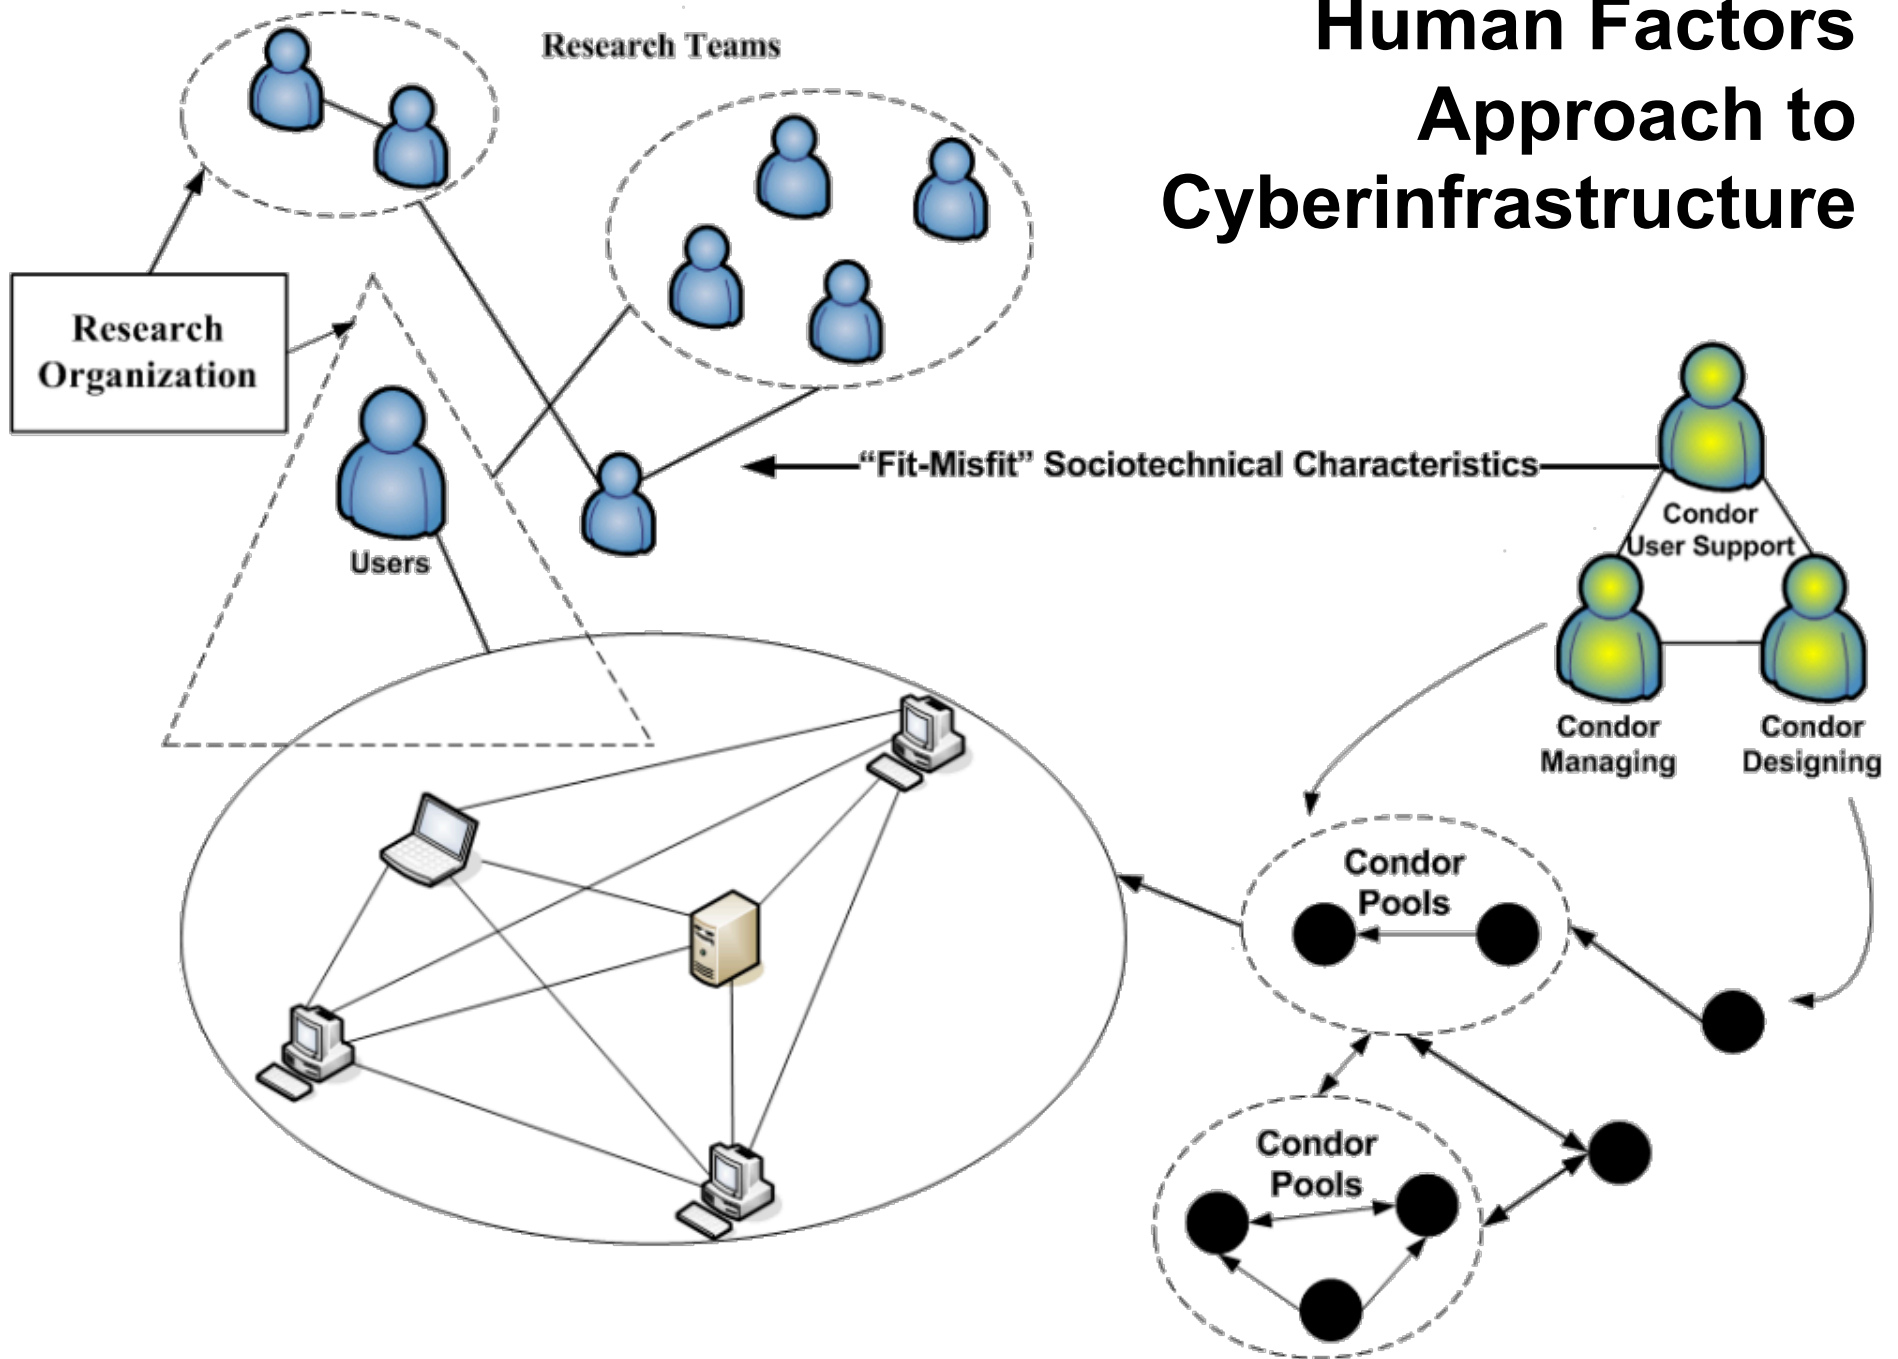 Human Factors
Approach to
Cyberinfrastructure
Research Teams
Research
Organization
Users
“Fit-Misfit” Sociotechnical Characteristics
Condor
User Support
Condor
Managing
Condor
Designing
Condor
Pools
Condor
Pools